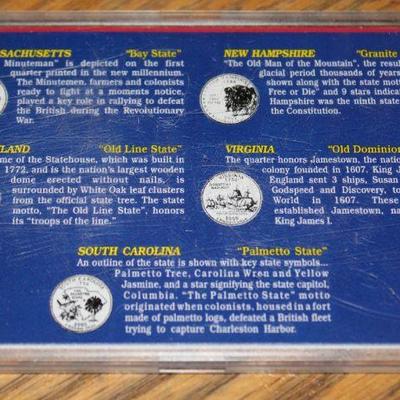 SACHUSETTS "Bay State"
Minuteman" is depicted on the first
quarter printed in the new millennium.
The Minutemen, farmers and colonists
ready to fight at a moments notice,
played a key role in rallying to defeat
the British during the Revolutionary
War.
NEW HAMPSHIRE "Granite
"The Old Man of the Mountain", the resul
glacial period thousands of years
shown along with the state mott
Free or Die" and 9 stars indicati
Hampshire was the ninth state
the Constitution.
LAND "Old Line State"
me of the Statehouse, which was built in
1772, and is the nation's largest wooden
dome erected without nails, is
surrounded by White Oak leaf clusters
from the official state tree. The state
motto, "The Old Line State", honors
its "troops of the line."
VIRGINIA "Old Dominion
The quarter honors Jamestown, the nati
colony founded in 1607. King J
England sent 3 ships, Susan
Godspeed and Discovery, to
World in 1607. These
established Jamestown, nat
King James I.
SOUTH CAROLINA "Palmetto State"
An outline of the state is shown with key state symbols...
Palmetto Tree, Carolina Wren and Yellow
Jasmine, and a star signifying the state capitol,
Columbia. "The Palmetto State" motto
originated when colonists, housed in a fort
made of palmetto logs, defeated a British fleet
trying to capture Charleston Harbor.